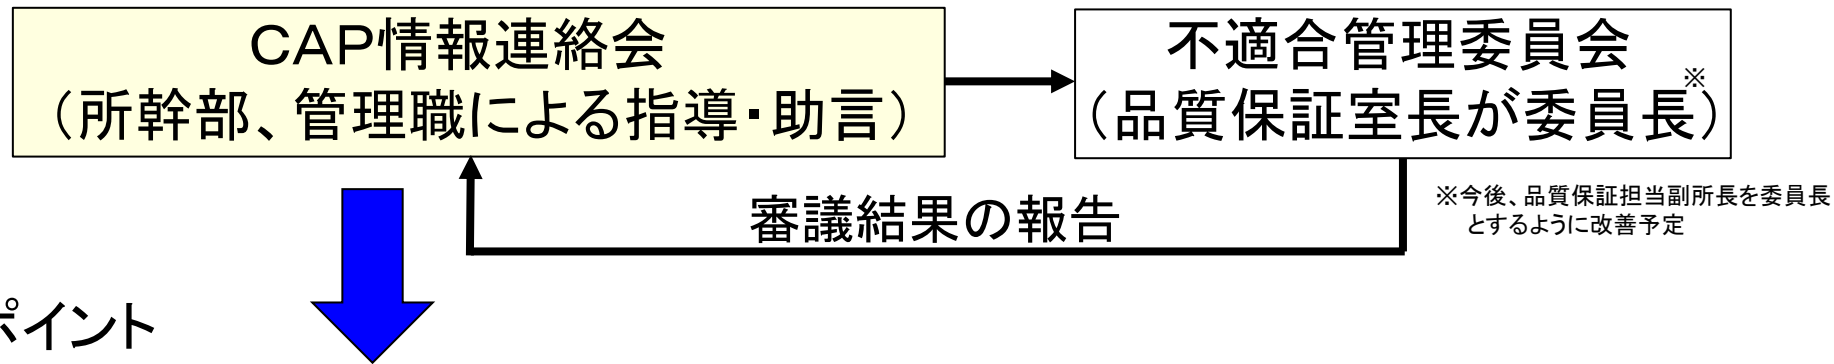 CAP情報連絡会
（所幹部、管理職による指導・助言）
不適合管理委員会
※
（品質保証室長が委員長）
審議結果の報告
※今後、品質保証担当副所長を委員長
とするように改善予定
ポイント